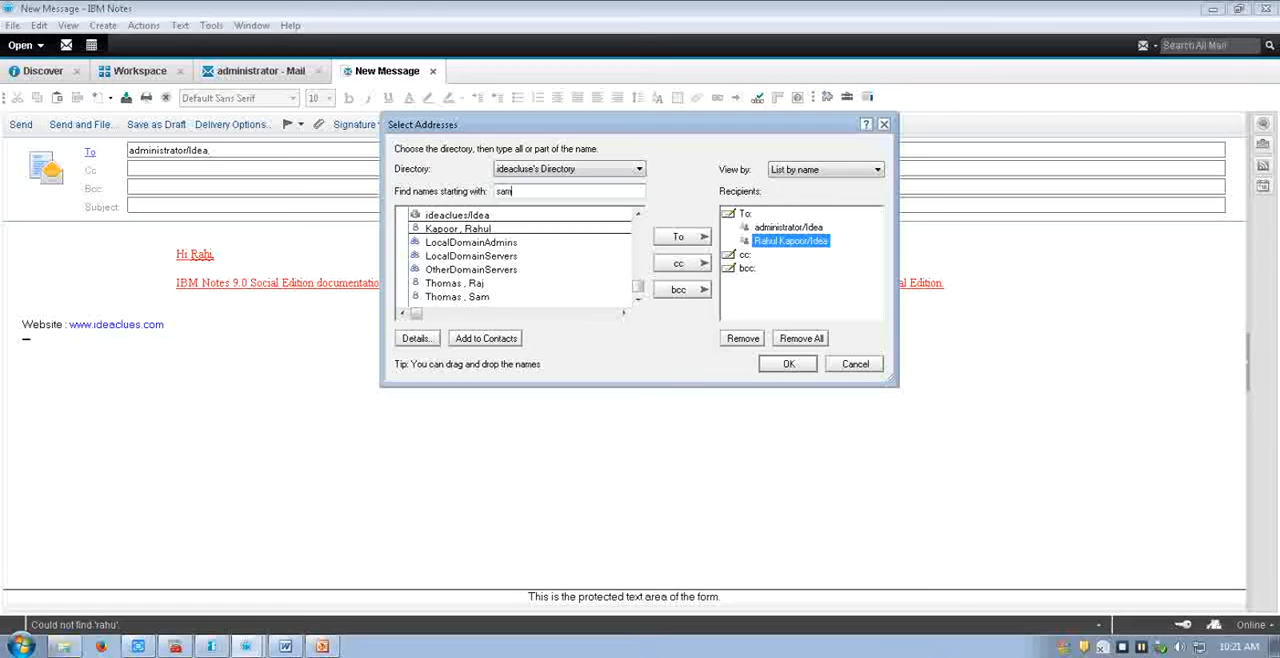 New Message - IBM Notes
File Edit View Create Actions Text Tools Window Help
Open Search All Mail
Discover Workspace administrator - Mail New Message
Default Sans Serif 10
Send Send and File... Save as Draft Delivery Options... Signature
To administrator/Idea,
Cc
Bcc
Subject:
Hi Rahi,
IBM Notes 9.0 Social Edition documentatio
l Edition.
Website : www.ideaclues.com
Select Addresses
Choose the directory, then type all or part of the name.
Directory: ideacluse's Directory View by: List by name
Find names starting with: sam Recipients:
ideaclues/Idea
Kapoor , Rahul
LocalDomainAdmins
LocalDomainServers
OtherDomainServers
Thomas , Raj
Thomas , Sam
To
cc
bcc
To:
administrator/Idea
Rahul Kapoor/Idea
cc:
bcc:
Details... Add to Contacts Remove Remove All
Tip: You can drag and drop the names OK Cancel
This is the protected text area of the form.
Could not find 'rahu'. Online
10:21 AM